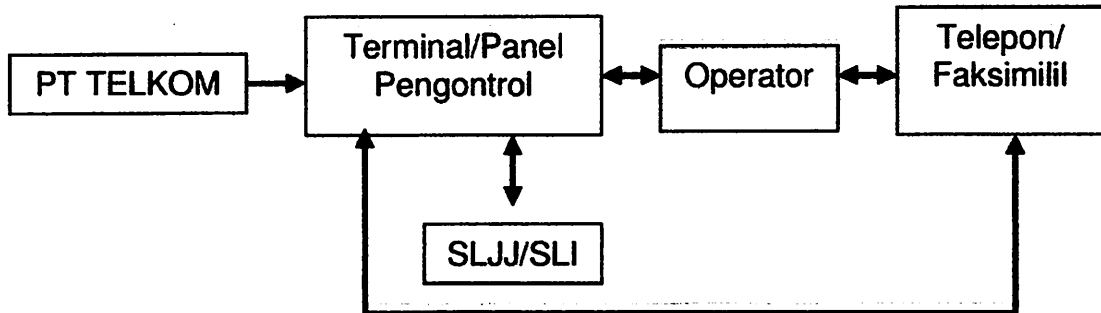 PT TELKOM
Terminal/Panel
Pengontrol
Operator
Telepon/
Faksimilil
SLJJ/SLI